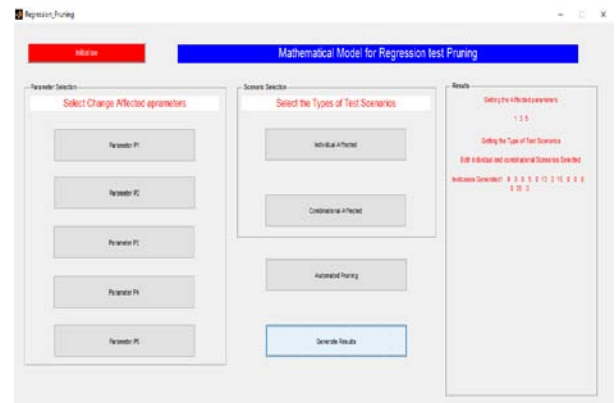 Regression_Pruning
Initialise
Mathematical Model for Regression test Pruning
Parameter Selection
Select Change Affected aprameters
Parameter P1
Parameter P2
Parameter P3
Parameter P4
Parameter P5
Scenario Selection
Select the Types of Test Scenarios
Individual Affected
Combinational Affected
Automated Pruning
Generate Results
Results
Getting the Affected parameters
1 3 5
Getting the Type of Test Scenarios
Both individual and combinational Scenarios Selected
testcases Generated!